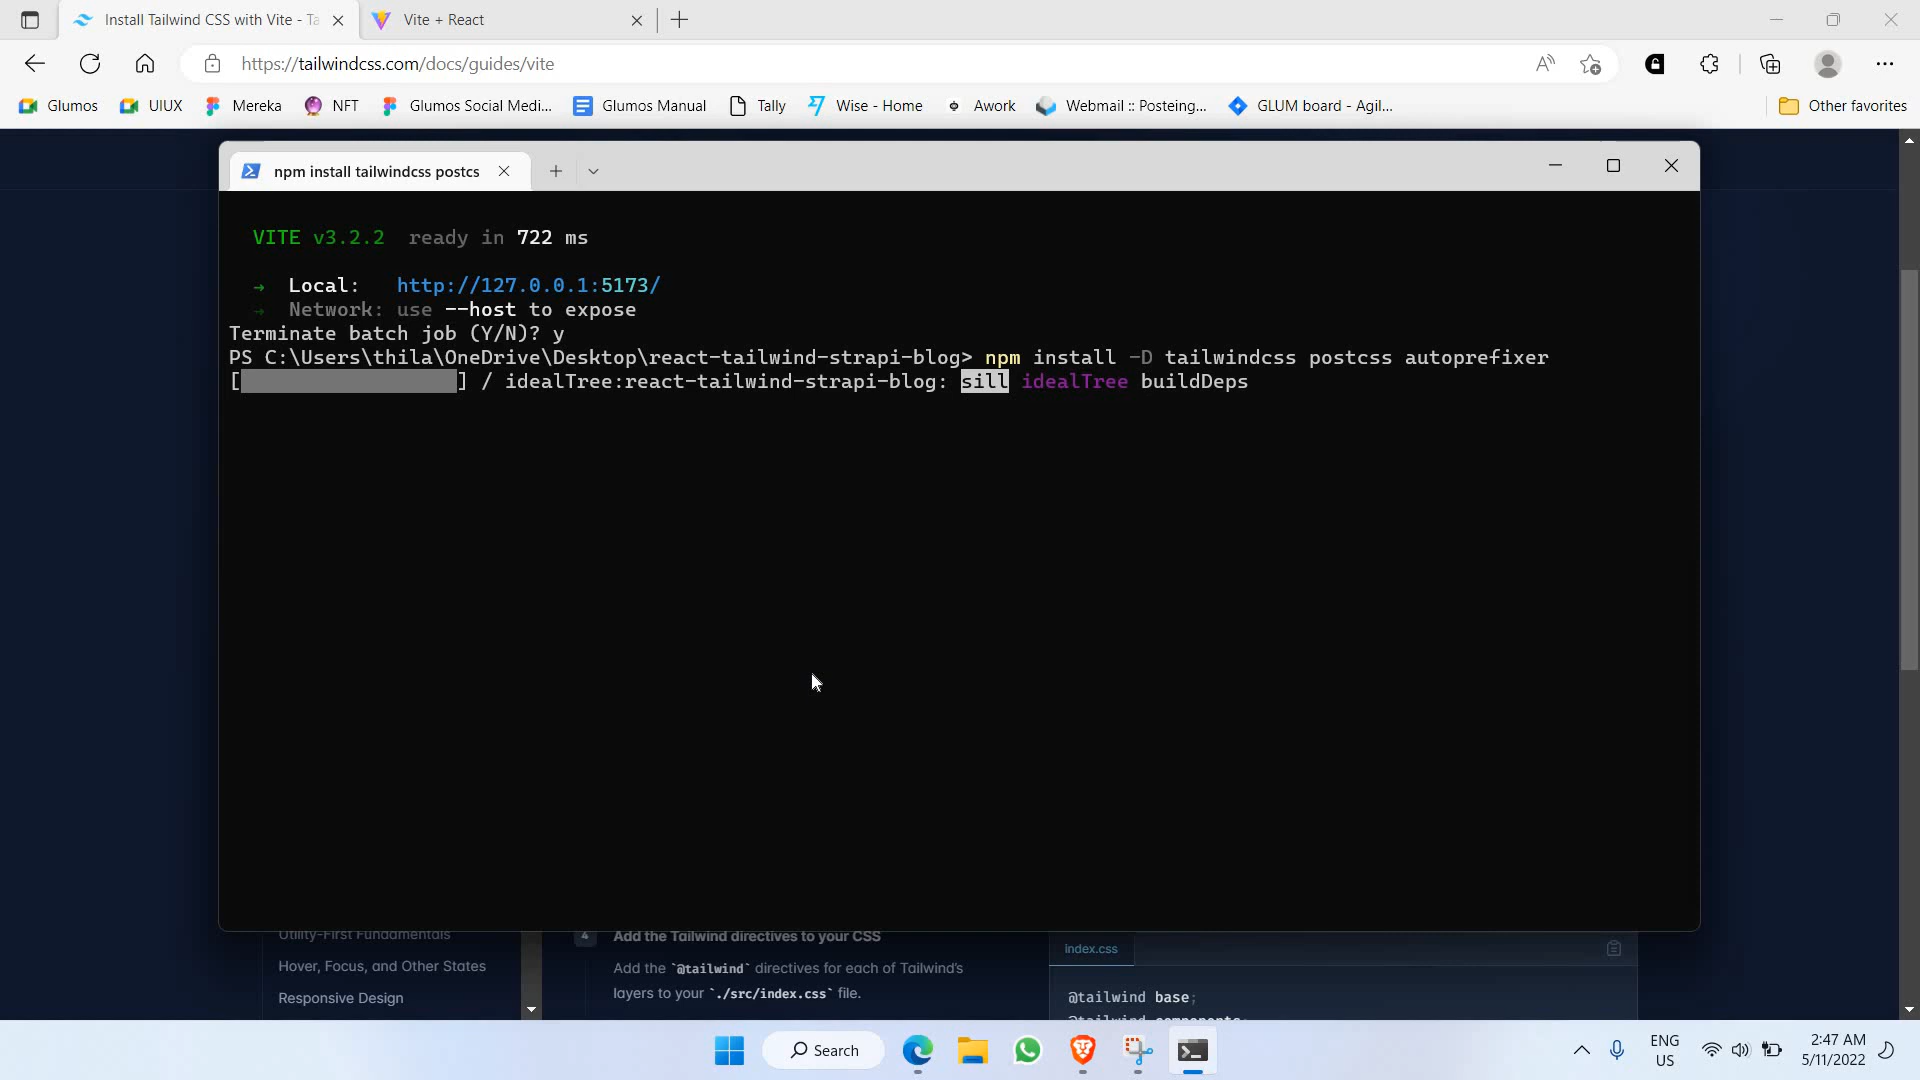 Install Tailwind CSS with Vite - Ta
Vite + React
https://tailwindcss.com/docs/guides/vite
Glumos
UIUX
Mereka
NFT
Glumos Social Medi...
Glumos Manual
Tally
Wise - Home
Awork
Webmail :: Posteing...
GLUM board - Agil...
Other favorites
npm install tailwindcss postcs
VITE v3.2.2 ready in 722 ms
➜ Local: http://127.0.0.1:5173/
➜ Network: use --host to expose
Terminate batch job (Y/N)? y
PS C:\Users\thila\OneDrive\Desktop\react-tailwind-strapi-blog> npm install -D tailwindcss postcss autoprefixer
[                  ] / idealTree:react-tailwind-strapi-blog: sill idealTree buildDeps
Utility-First Fundamentals
Hover, Focus, and Other States
Responsive Design
4
Add the Tailwind directives to your CSS
Add the `@tailwind` directives for each of Tailwind's
layers to your `./src/index.css` file.
index.css
@tailwind base;
@tailwind components;
Search
ENG
US
2:47 AM
5/11/2022